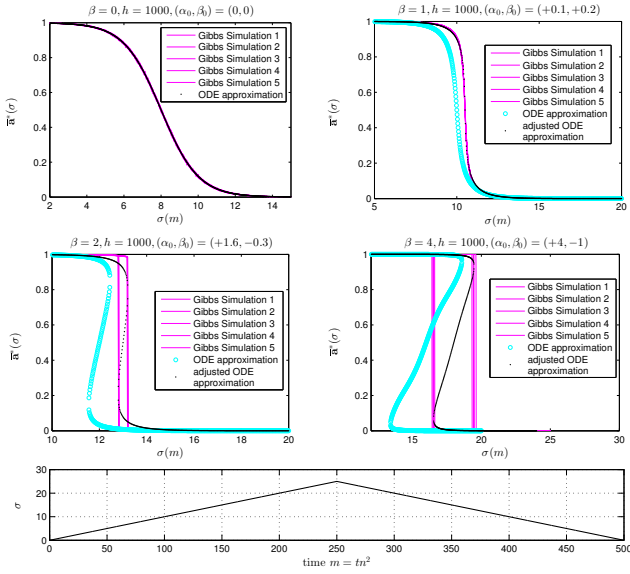 β = 0, h = 1000, (α₀, β₀) = (0, 0)
1
0.8
0.6
0.4
0.2
0
a̅*(σ)
2 4 6 8 10 12 14
σ(m)
Gibbs Simulation 1
Gibbs Simulation 2
Gibbs Simulation 3
Gibbs Simulation 4
Gibbs Simulation 5
ODE approximation
β = 1, h = 1000, (α₀, β₀) = (+0.1, +0.2)
1
0.8
0.6
0.4
0.2
0
a̅*(σ)
5 10 15 20
σ(m)
Gibbs Simulation 1
Gibbs Simulation 2
Gibbs Simulation 3
Gibbs Simulation 4
Gibbs Simulation 5
ODE approximation
adjusted ODE
approximation
β = 2, h = 1000, (α₀, β₀) = (+1.6, −0.3)
1
0.8
0.6
0.4
0.2
0
a̅*(σ)
10 12 14 16 18 20
σ(m)
Gibbs Simulation 1
Gibbs Simulation 2
Gibbs Simulation 3
Gibbs Simulation 4
Gibbs Simulation 5
ODE approximation
adjusted ODE
approximation
β = 4, h = 1000, (α₀, β₀) = (+4, −1)
1
0.8
0.6
0.4
0.2
0
a̅*(σ)
15 20 25 30
σ(m)
Gibbs Simulation 1
Gibbs Simulation 2
Gibbs Simulation 3
Gibbs Simulation 4
Gibbs Simulation 5
ODE approximation
adjusted ODE
approximation
30
20
10
0
σ
0 50 100 150 200 250 300 350 400 450 500
time m = tn²